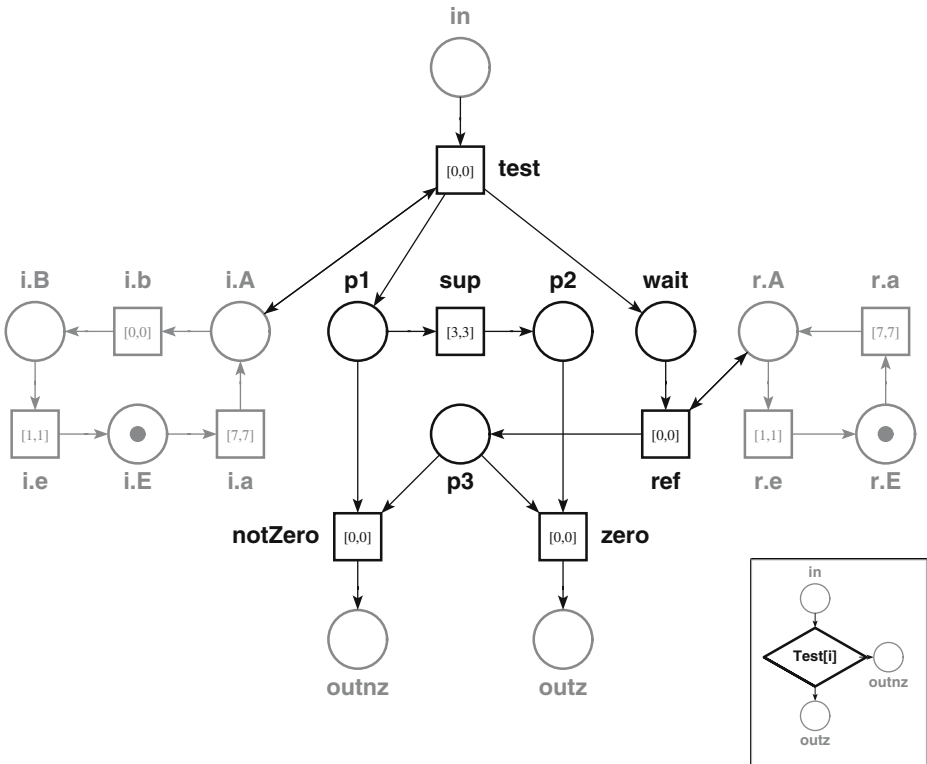 in
[0,0] test
i.B i.b i.A p1 sup p2 wait r.A r.a
[0,0] [3,3] [7,7]
[1,1] [7,7] [0,0] [1,1]
i.e i.E i.a p3 ref r.e r.E
notZero [0,0] [0,0] zero
outnz outz
in
Test[i]
outnz
outz